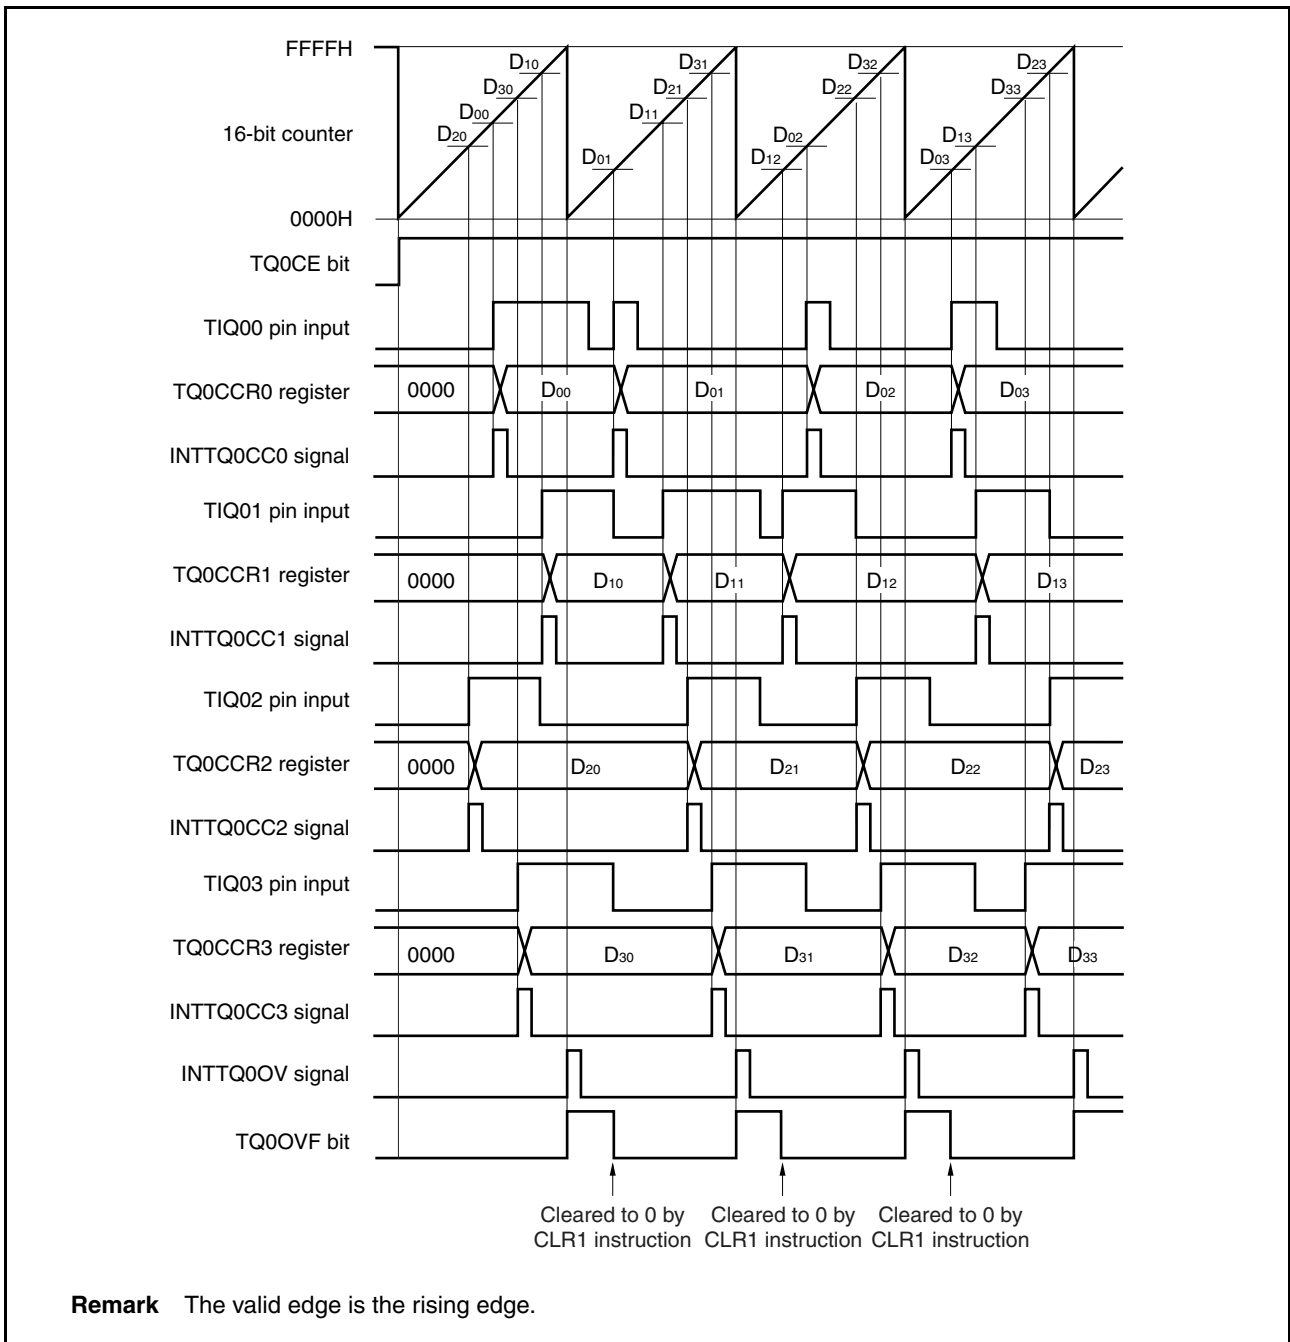 FFFFH
D10
D31
D32
D23
D30
D21
D22
D33
D00
D11
16-bit counter
D20
D02
D13
D01
D12
D03
0000H
TQ0CE bit
TIQ00 pin input
TQ0CCR0 register
0000
D00
D01
D02
D03
INTTQ0CC0 signal
TIQ01 pin input
TQ0CCR1 register
0000
D10
D11
D12
D13
INTTQ0CC1 signal
TIQ02 pin input
TQ0CCR2 register
0000
D20
D21
D22
D23
INTTQ0CC2 signal
TIQ03 pin input
TQ0CCR3 register
0000
D30
D31
D32
D33
INTTQ0CC3 signal
INTTQ0OV signal
TQ0OVF bit
Cleared to 0 by
CLR1 instruction
Cleared to 0 by
CLR1 instruction
Cleared to 0 by
CLR1 instruction
Remark The valid edge is the rising edge.